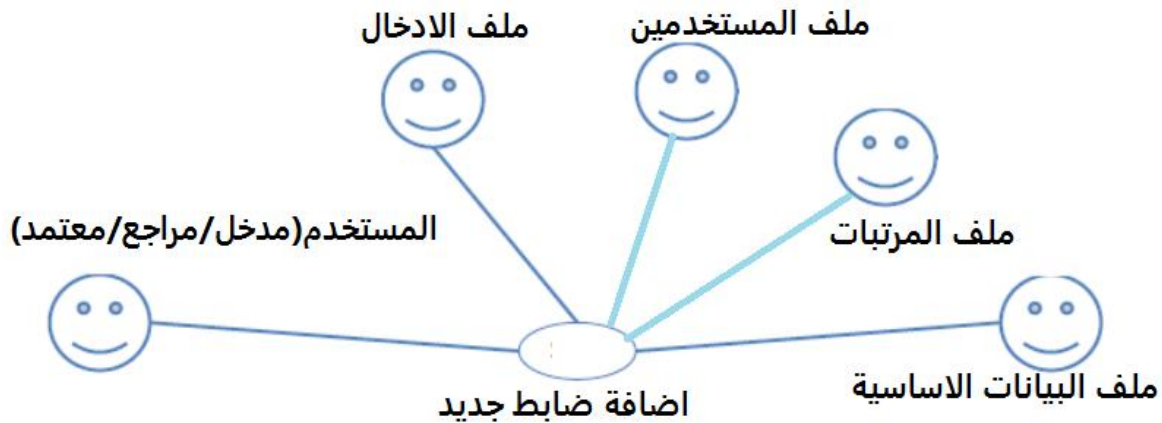 ملف المستخدمين
ملف الادخال
المستخدم(مدخل/مراجع/معتمد)
ملف المرتبات
ملف البيانات الاساسية
اضافة ضابط جديد